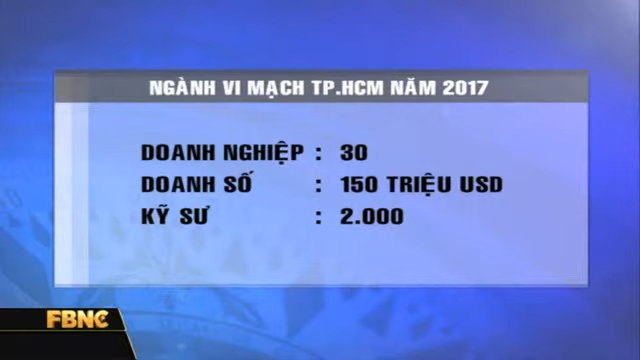 NGÀNH VI MẠCH TP.HCM NĂM 2017
DOANH NGHIỆP : 30
DOANH SỐ : 150 TRIỆU USD
KỸ SƯ : 2.000
FBNC